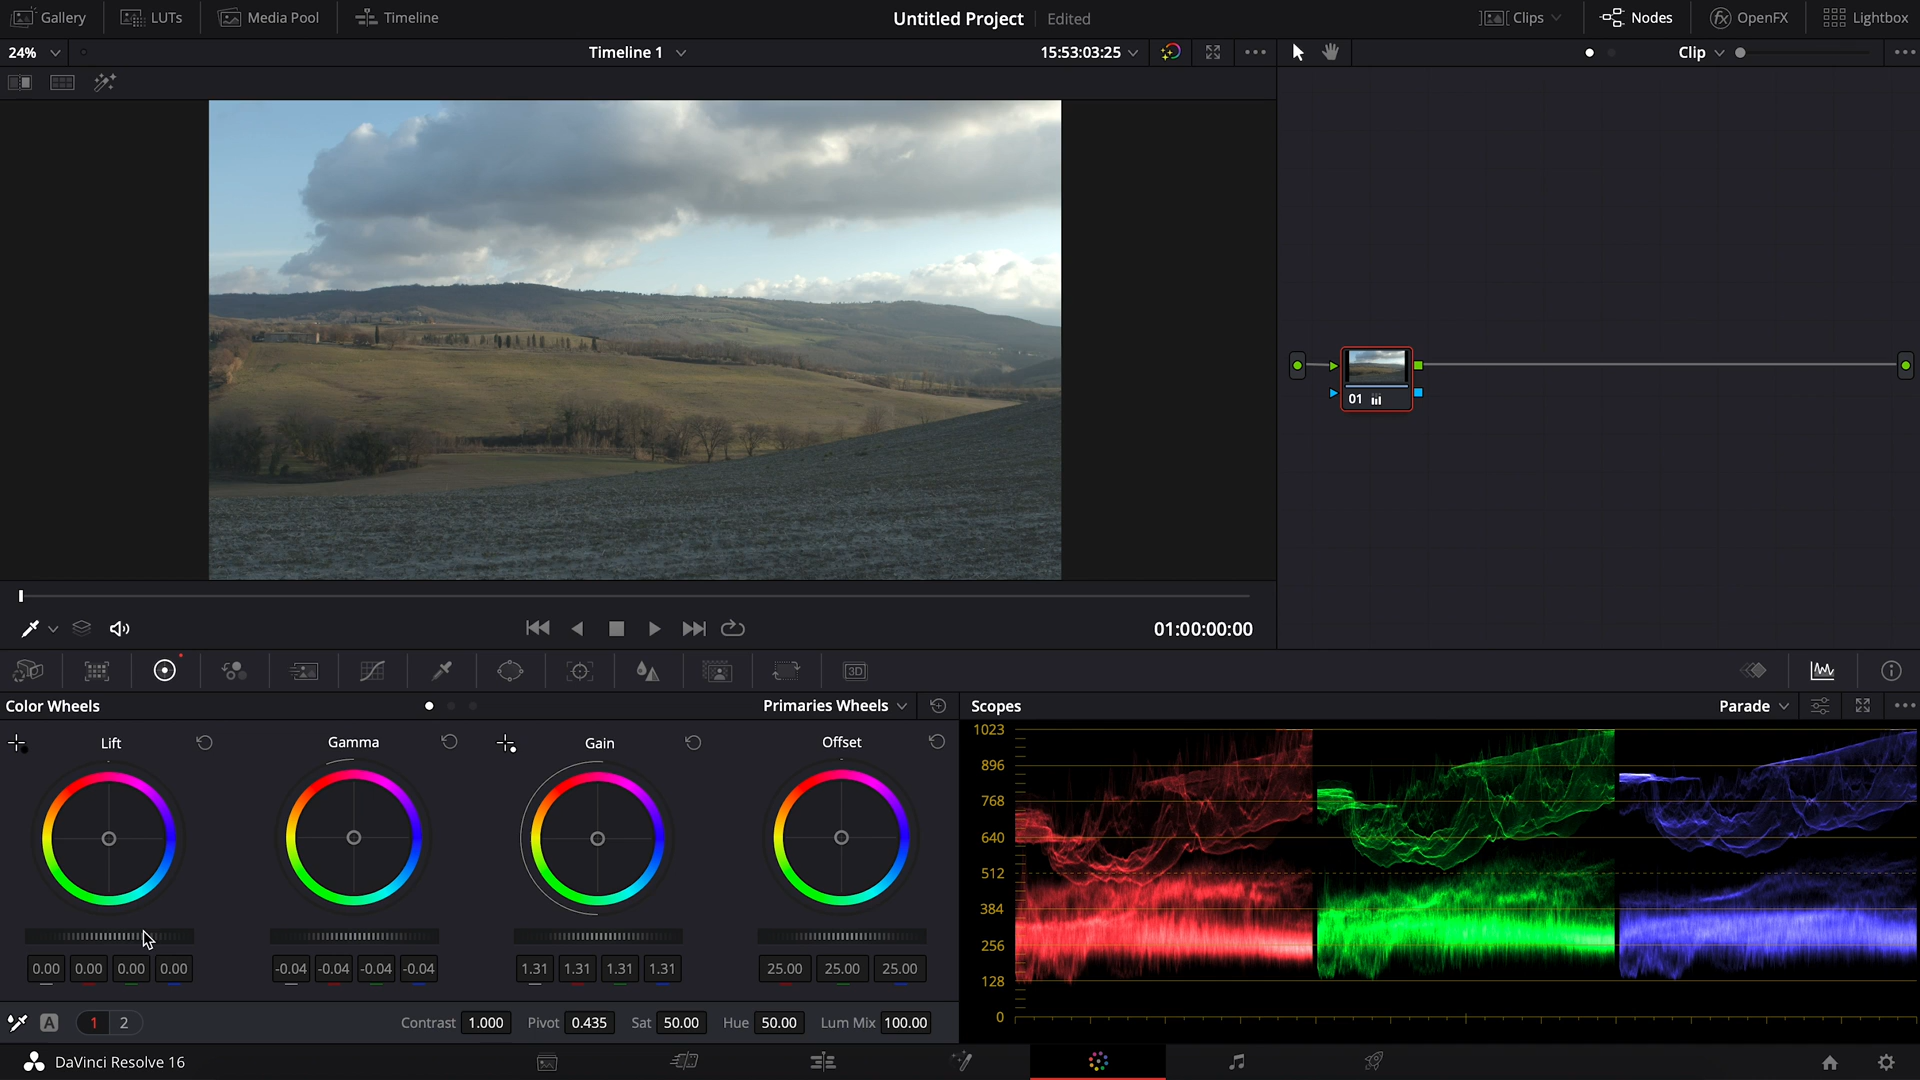 Gallery LUTs Media Pool Timeline Untitled Project Edited Clips Nodes OpenFX Lightbox
24% Timeline 1 15:53:03:25 Clip
01
01:00:00:00
3D
Color Wheels Primaries Wheels Scopes Parade
Lift Gamma Gain Offset
1023
896
768
640
512
384
256
128
0
0.00 0.00 0.00 0.00 -0.04 -0.04 -0.04 -0.04 1.31 1.31 1.31 1.31 25.00 25.00 25.00
A 1 2 Contrast 1.000 Pivot 0.435 Sat 50.00 Hue 50.00 Lum Mix 100.00
DaVinci Resolve 16